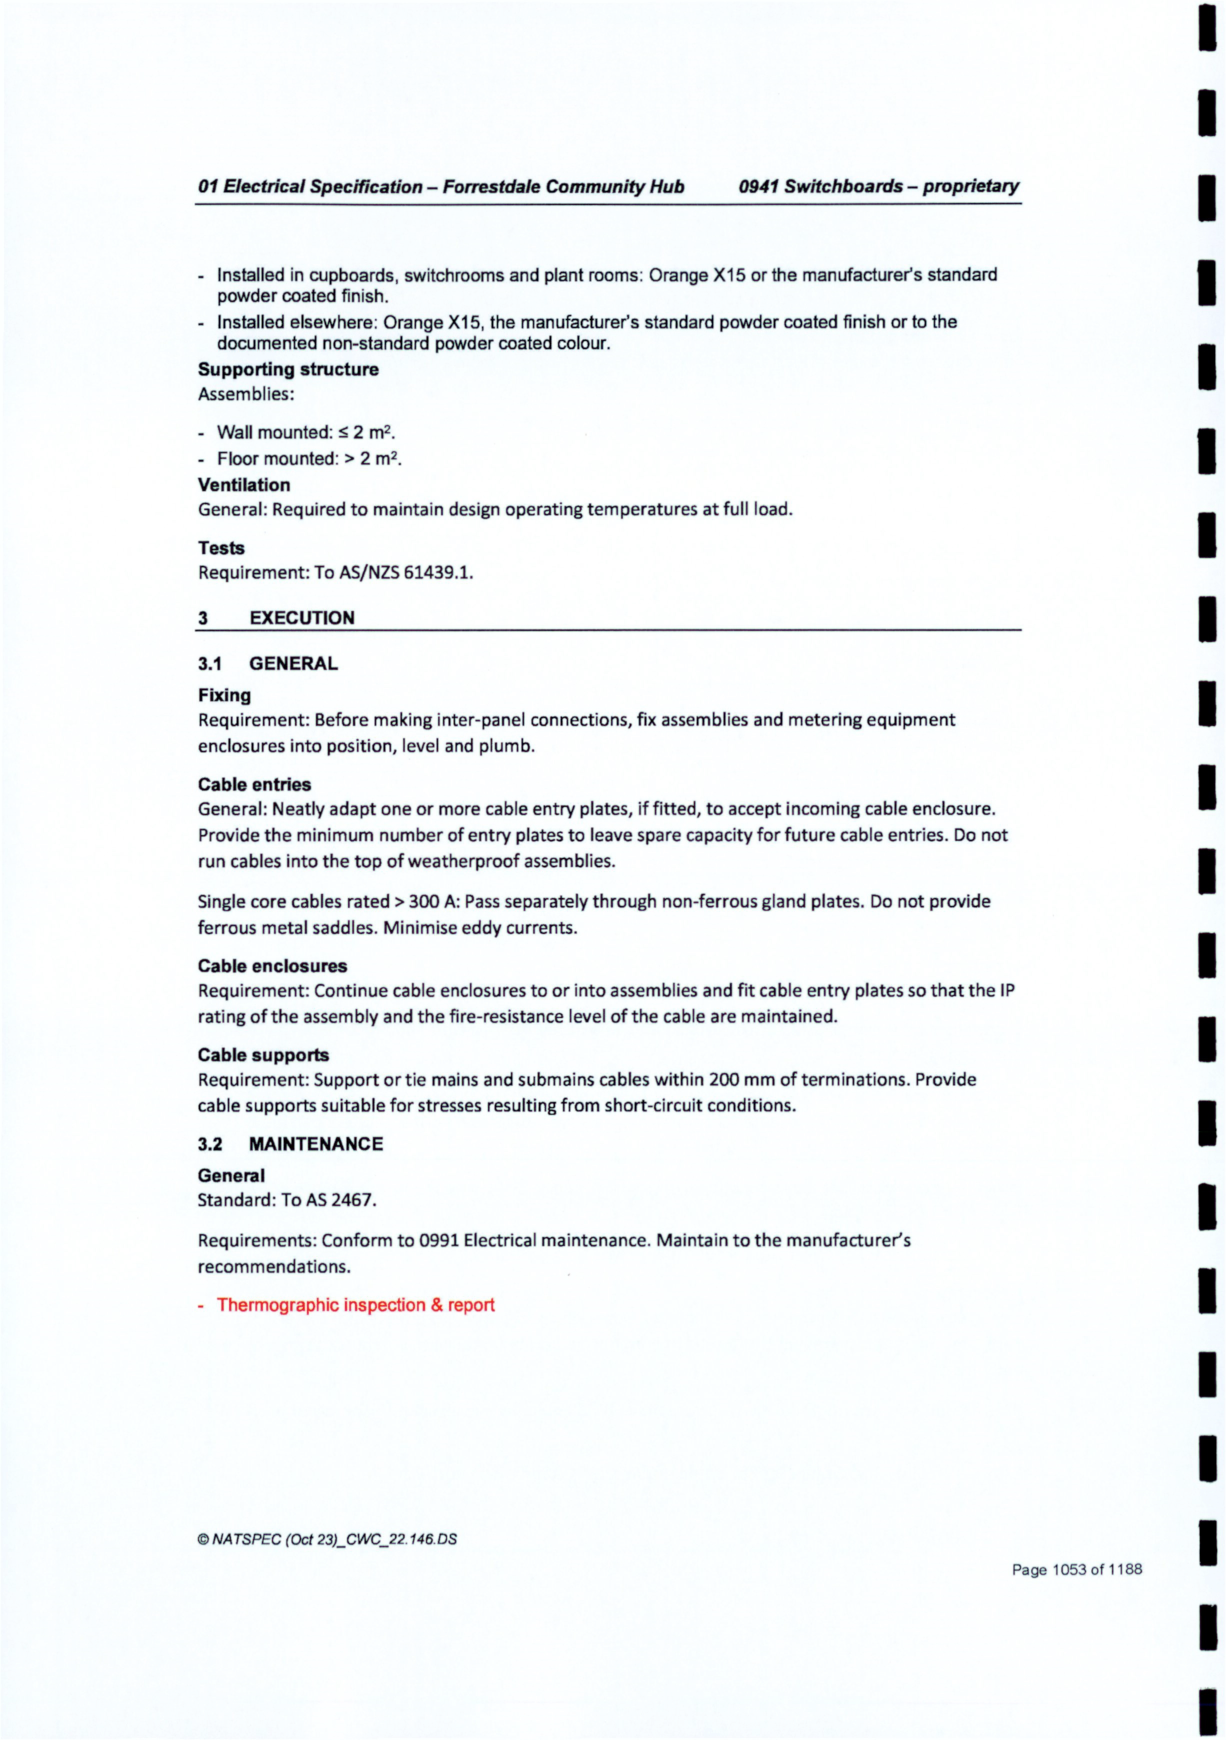 01 Electrical Specification – Forrestdale Community Hub 0941 Switchboards – proprietary
- Installed in cupboards, switchrooms and plant rooms: Orange X15 or the manufacturer's standard
powder coated finish.
- Installed elsewhere: Orange X15, the manufacturer's standard powder coated finish or to the
documented non-standard powder coated colour.
Supporting structure
Assemblies:
- Wall mounted: ≤ 2 m².
- Floor mounted: > 2 m².
Ventilation
General: Required to maintain design operating temperatures at full load.
Tests
Requirement: To AS/NZS 61439.1.
3 EXECUTION
3.1 GENERAL
Fixing
Requirement: Before making inter-panel connections, fix assemblies and metering equipment
enclosures into position, level and plumb.
Cable entries
General: Neatly adapt one or more cable entry plates, if fitted, to accept incoming cable enclosure.
Provide the minimum number of entry plates to leave spare capacity for future cable entries. Do not
run cables into the top of weatherproof assemblies.
Single core cables rated > 300 A: Pass separately through non-ferrous gland plates. Do not provide
ferrous metal saddles. Minimise eddy currents.
Cable enclosures
Requirement: Continue cable enclosures to or into assemblies and fit cable entry plates so that the IP
rating of the assembly and the fire-resistance level of the cable are maintained.
Cable supports
Requirement: Support or tie mains and submains cables within 200 mm of terminations. Provide
cable supports suitable for stresses resulting from short-circuit conditions.
3.2 MAINTENANCE
General
Standard: To AS 2467.
Requirements: Conform to 0991 Electrical maintenance. Maintain to the manufacturer's
recommendations.
- Thermographic inspection & report
© NATSPEC (Oct 23)_CWC_22.146.DS
Page 1053 of 1188